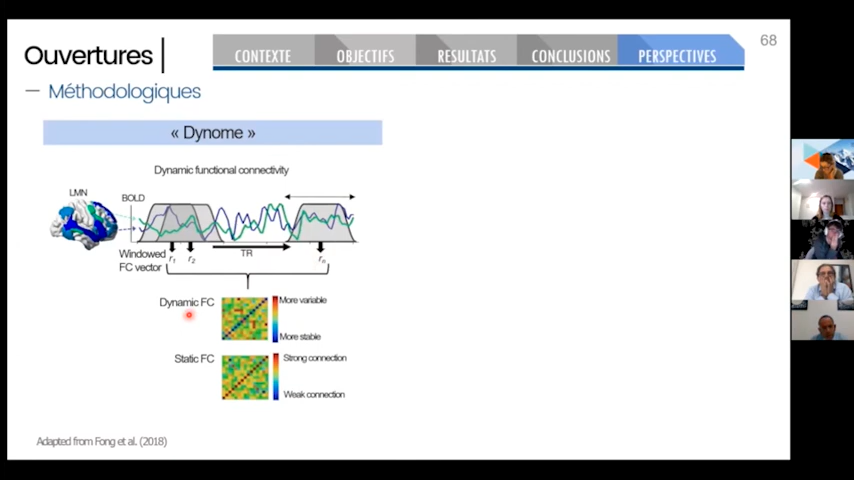 Ouvertures
CONTEXTE
OBJECTIFS
RESULTATS
CONCLUSIONS
PERSPECTIVES
68
— Méthodologiques
« Dynome »
Dynamic functional connectivity
LMN
BOLD
Windowed
FC vector
r1
r2
TR
rn
Dynamic FC
More variable
More stable
Static FC
Strong connection
Weak connection
Adapted from Fong et al. (2018)